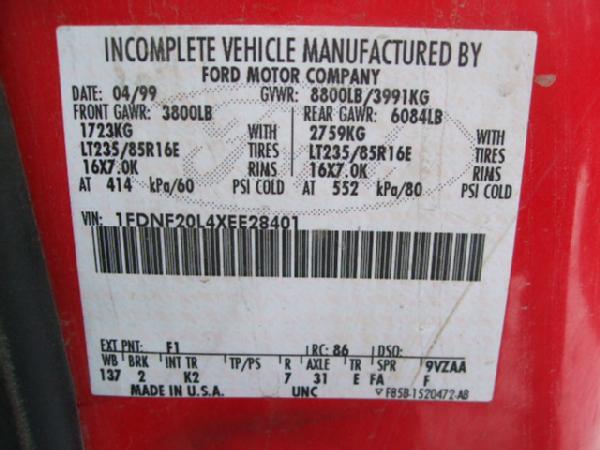 INCOMPLETE VEHICLE MANUFACTURED BY
FORD MOTOR COMPANY
DATE: 04/99 GVWR: 8800LB/3991KG
FRONT GAWR: 3800LB REAR GAWR: 6084LB
1723KG WITH 2759KG WITH
LT235/85R16E TIRES LT235/85R16E TIRES
16X7.0K RIMS 16X7.0K RIMS
AT 414 kPa/60 PSI COLD AT 552 kPa/80 PSI COLD
VIN: 1FDNF20L4XEE28401
EXT PNT: F1 RC: 86 DSO:
WB BRK INT TR TP/PS R AXLE TR SPR 9VZAA
137 2 K2 7 31 E FA F
MADE IN U.S.A. UNC F85B-1520472-AB